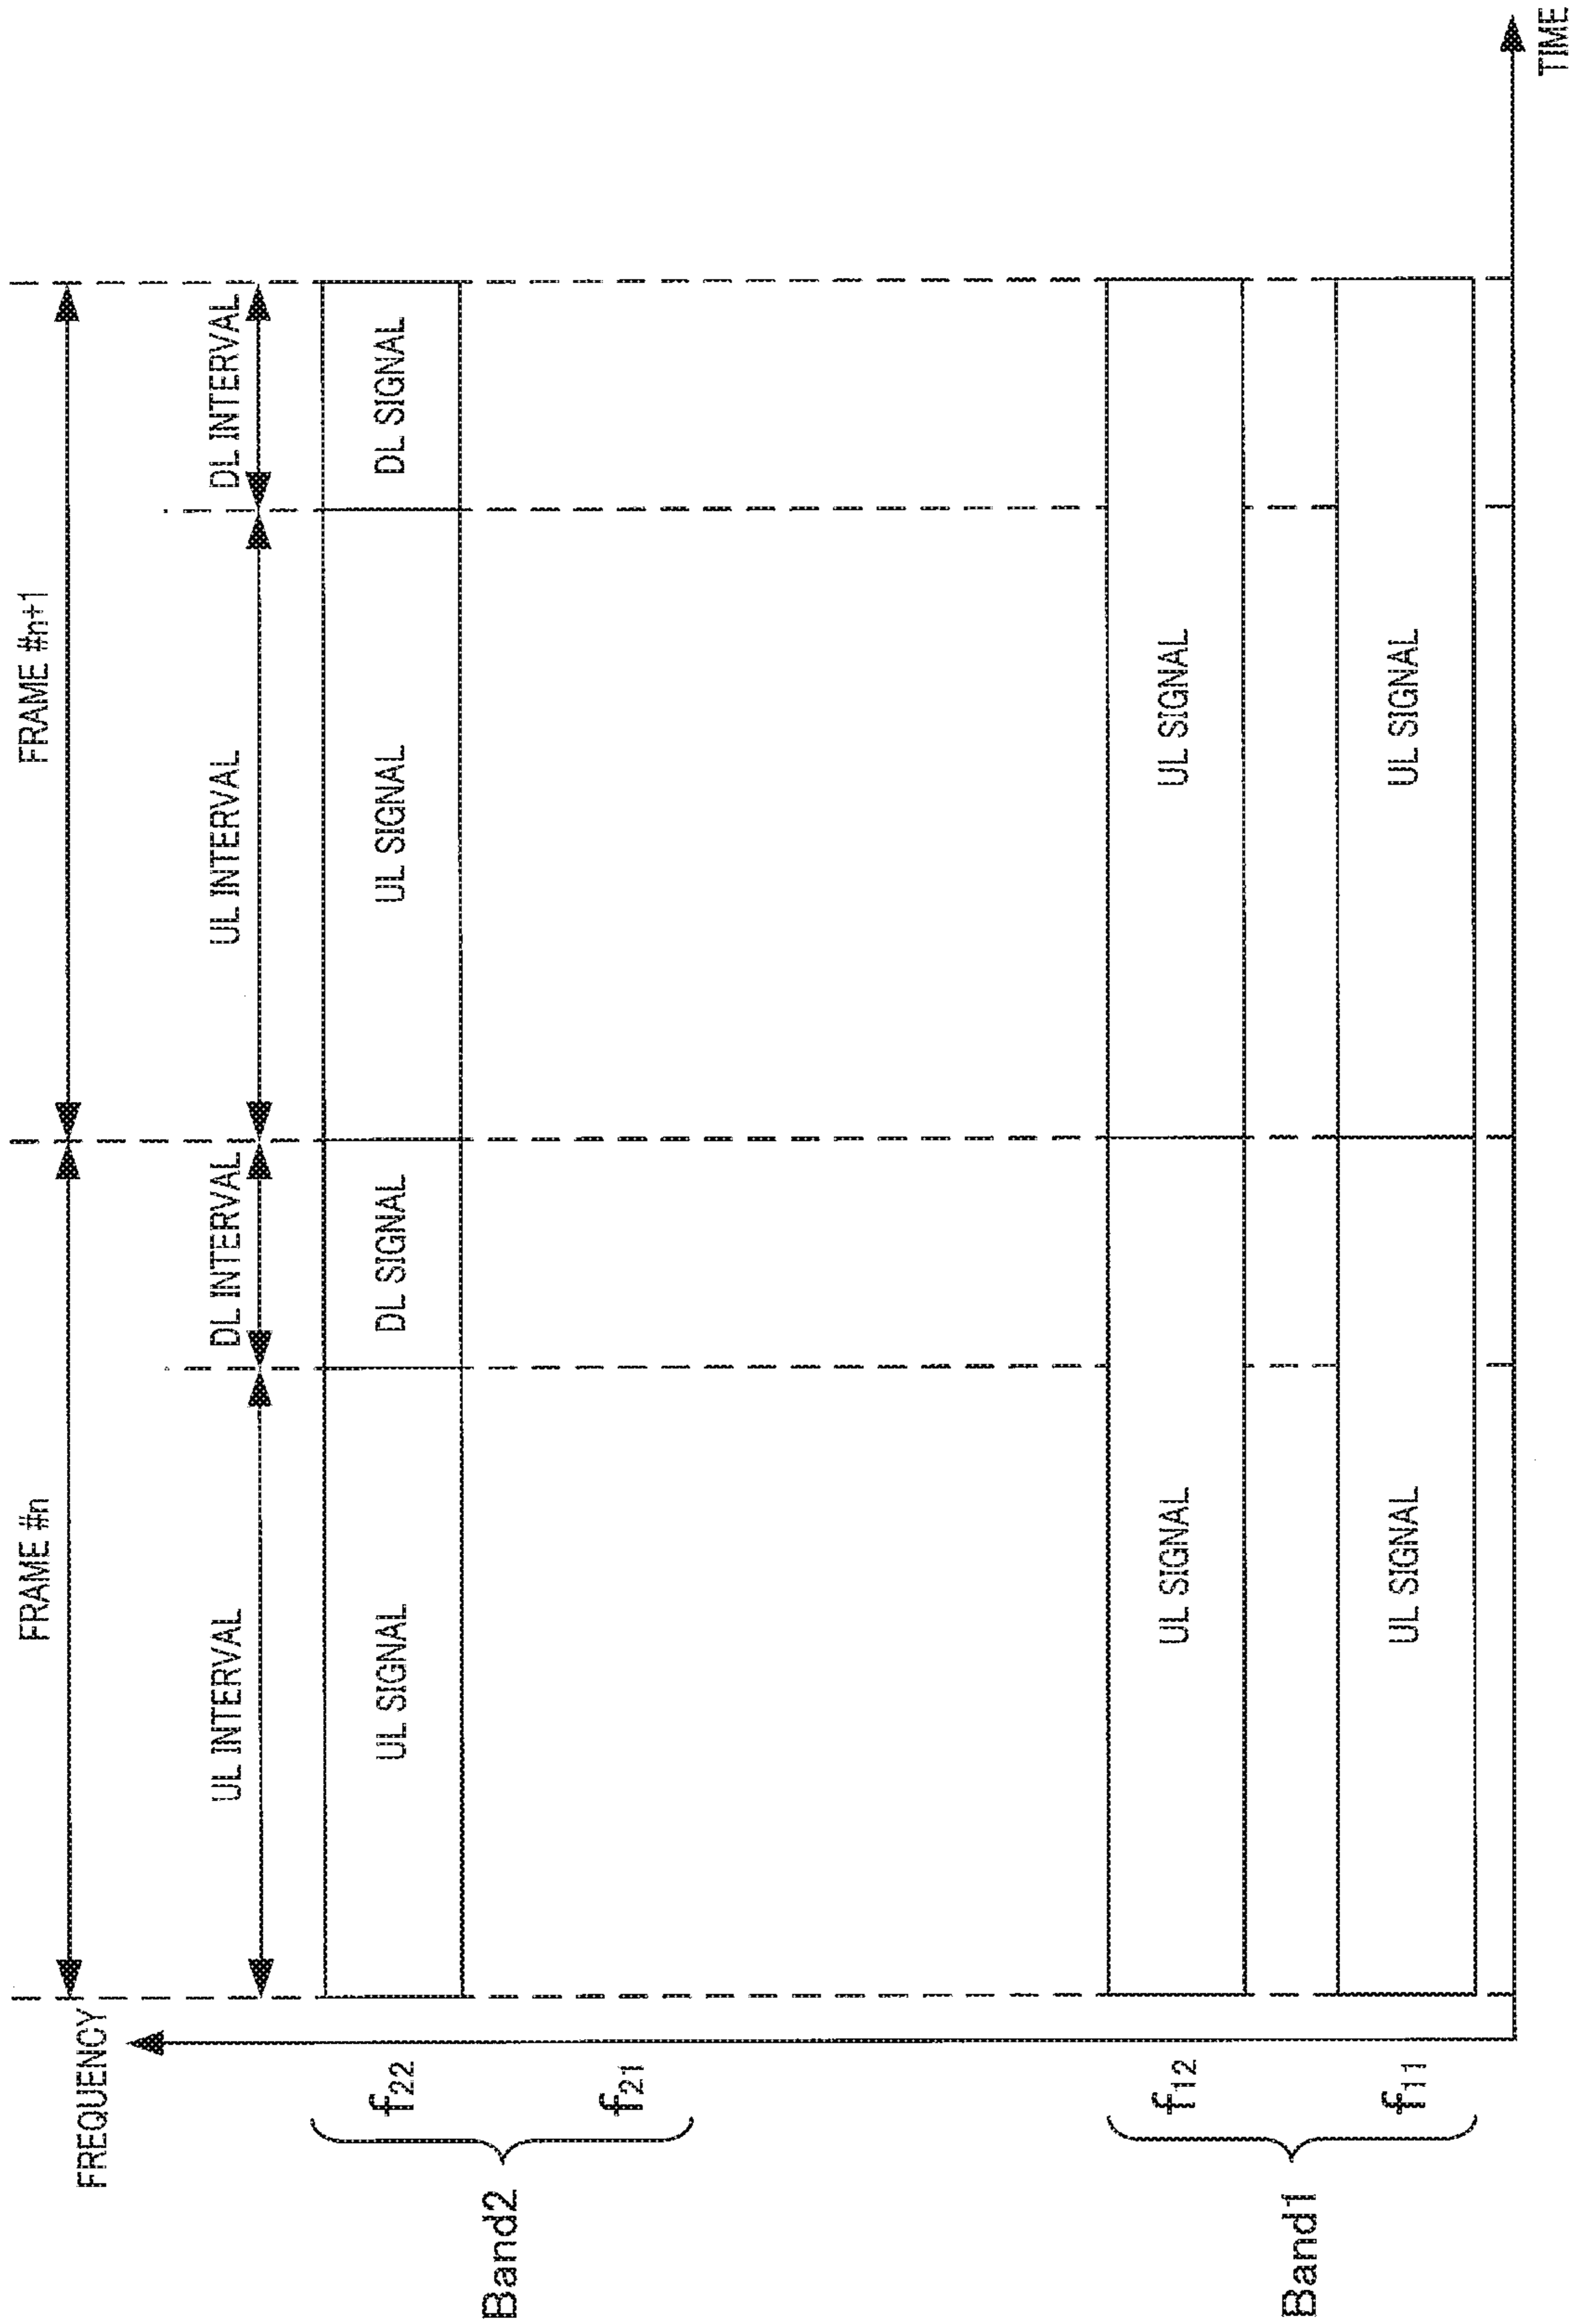 FRAME #n
FRAME #n+1
FREQUENCY
UL INTERVAL
DL INTERVAL
UL INTERVAL
DL INTERVAL
Band2
f22
UL SIGNAL
DL SIGNAL
UL SIGNAL
DL SIGNAL
f21
Band1
f12
UL SIGNAL
UL SIGNAL
f11
UL SIGNAL
UL SIGNAL
TIME